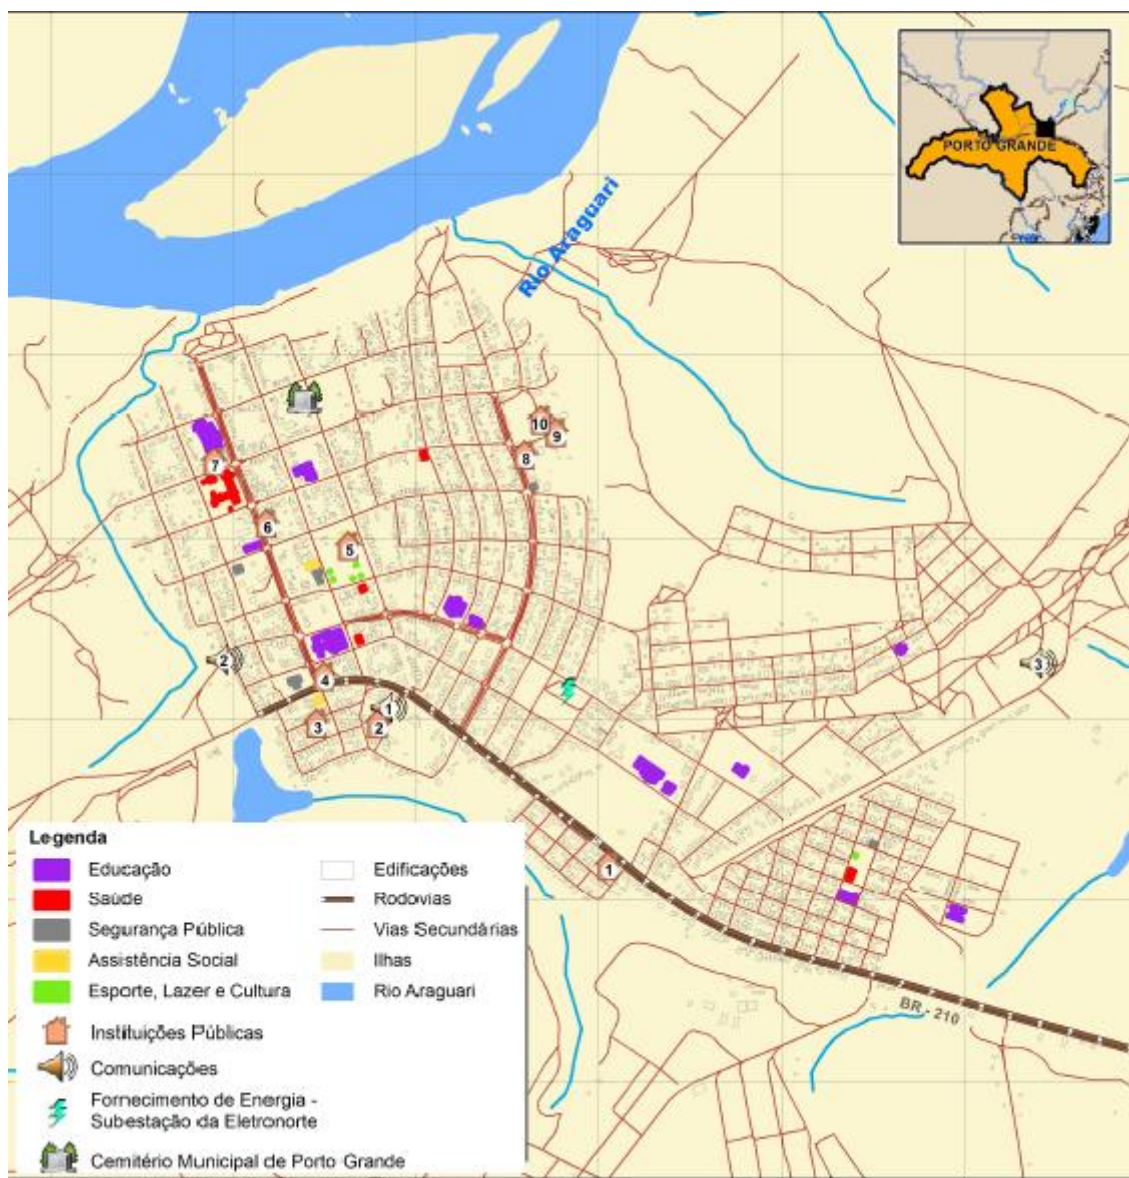 PORTO GRANDE
Rio Araguari
10
9
8
7
6
5
2
3
4
1
3
2
1
BR - 210
Legenda
Educação
Saúde
Segurança Pública
Assistência Social
Esporte, Lazer e Cultura
Instituições Públicas
Comunicações
Fornecimento de Energia -
Subestação da Eletronorte
Cemitério Municipal de Porto Grande
Edificações
Rodovias
Vias Secundárias
Ilhas
Rio Araguari